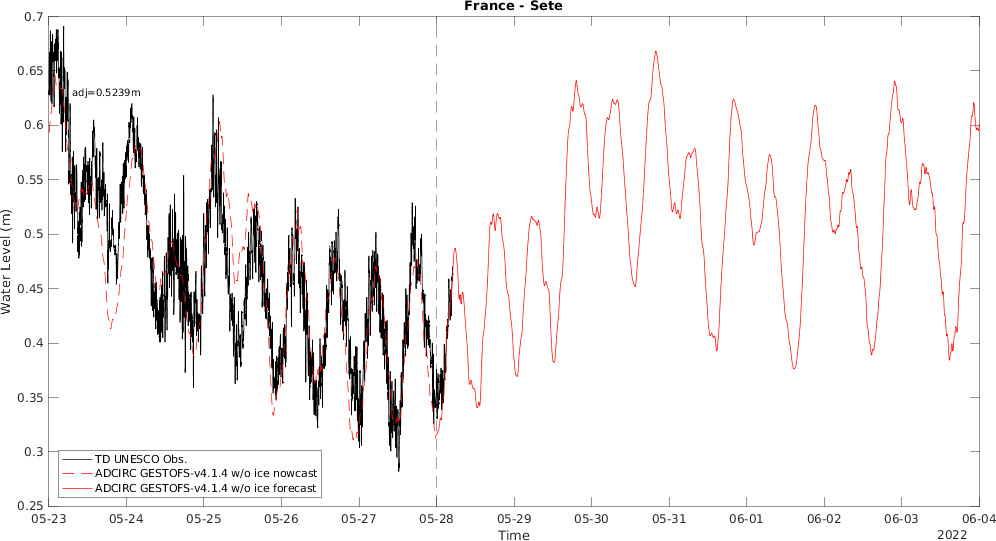 France - Sete
0.7
0.65
0.6
0.55
0.5
0.45
0.4
0.35
0.3
0.25
Water Level (m)
adj=0.5239m
TD UNESCO Obs.
ADCIRC GESTOFS-v4.1.4 w/o ice nowcast
ADCIRC GESTOFS-v4.1.4 w/o ice forecast
05-23 05-24 05-25 05-26 05-27 05-28 05-29 05-30 05-31 06-01 06-02 06-03 06-04
Time
2022